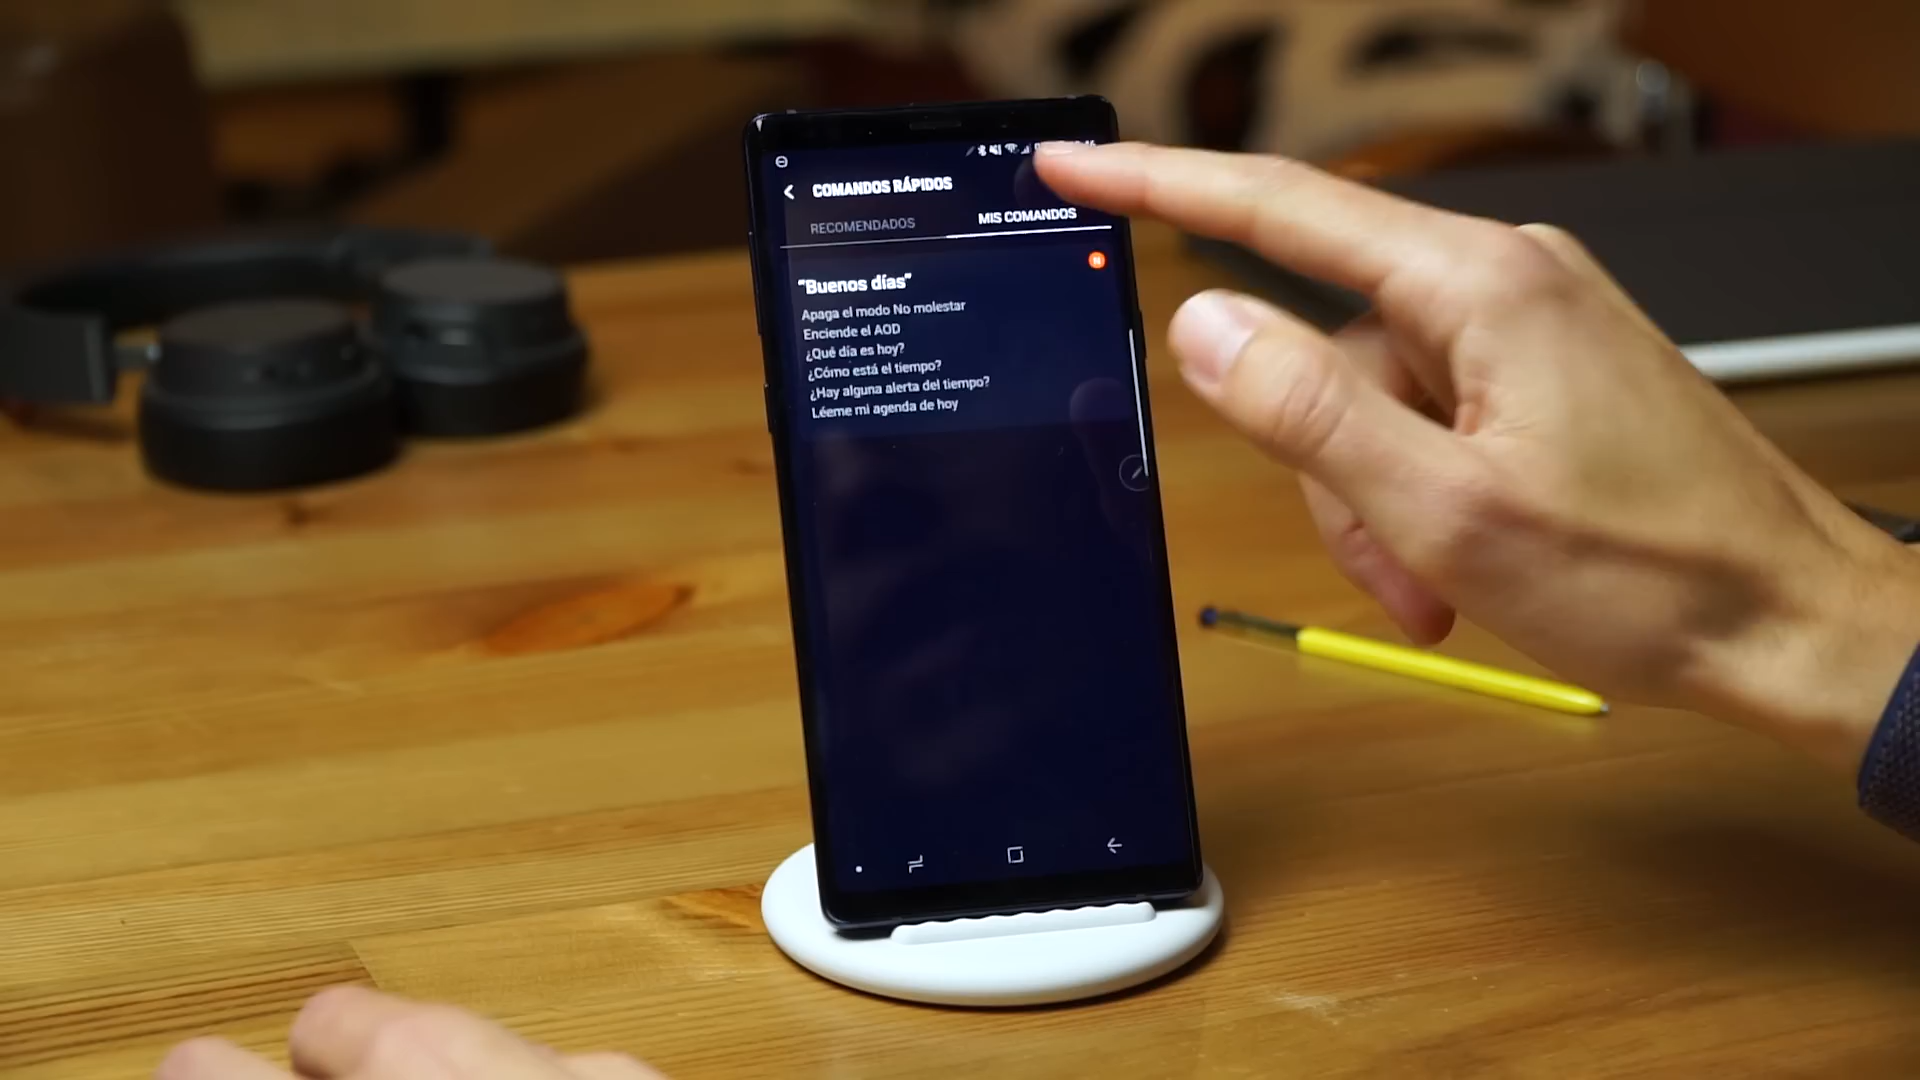 COMANDOS RÁPIDOS
RECOMENDADOS
MIS COMANDOS
“Buenos días”
Apaga el modo No molestar
Enciende el AOD
¿Qué día es hoy?
¿Cómo está el tiempo?
¿Hay alguna alerta del tiempo?
Léeme mi agenda de hoy